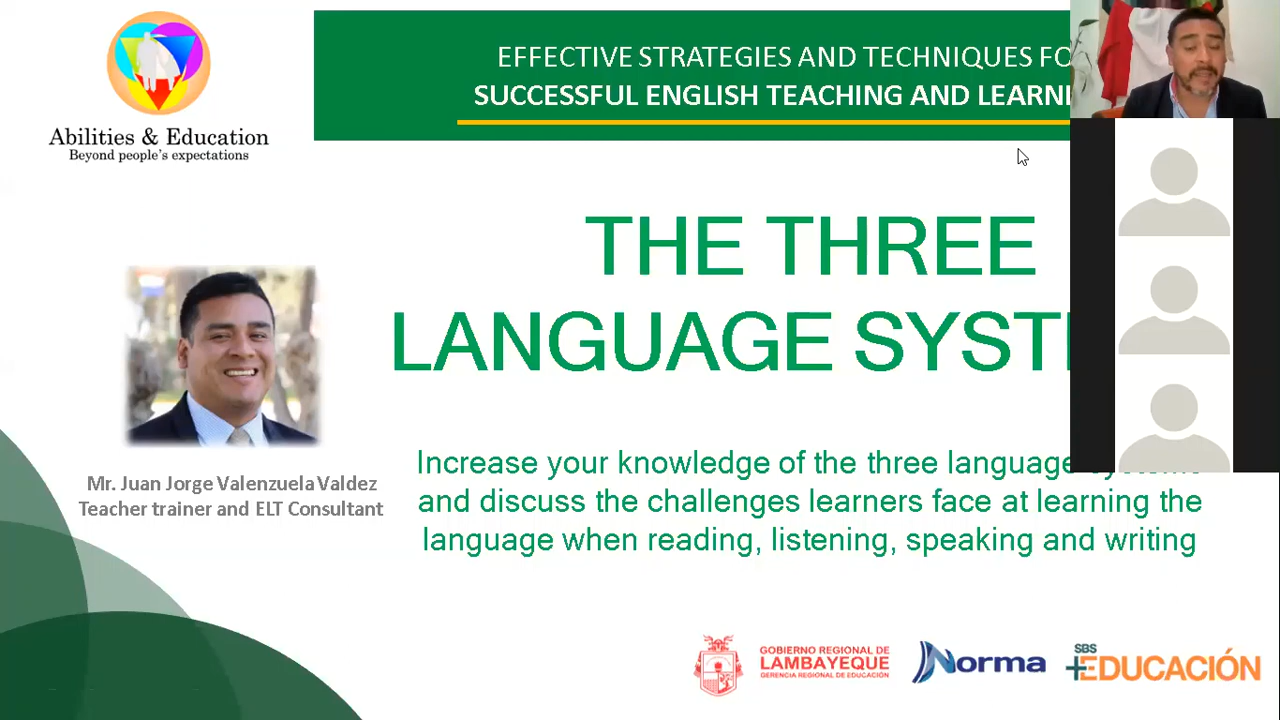 EFFECTIVE STRATEGIES AND TECHNIQUES FO
SUCCESSFUL ENGLISH TEACHING AND LEARNI
Abilities & Education
Beyond people's expectations
THE THREE
LANGUAGE SYST
Increase your knowledge of the three language systems
and discuss the challenges learners face at learning the
language when reading, listening, speaking and writing
Mr. Juan Jorge Valenzuela Valdez
Teacher trainer and ELT Consultant
GOBIERNO REGIONAL DE
LAMBAYEQUE
GERENCIA REGIONAL DE EDUCACIÓN
Norma
SBS
+EDUCACIÓN